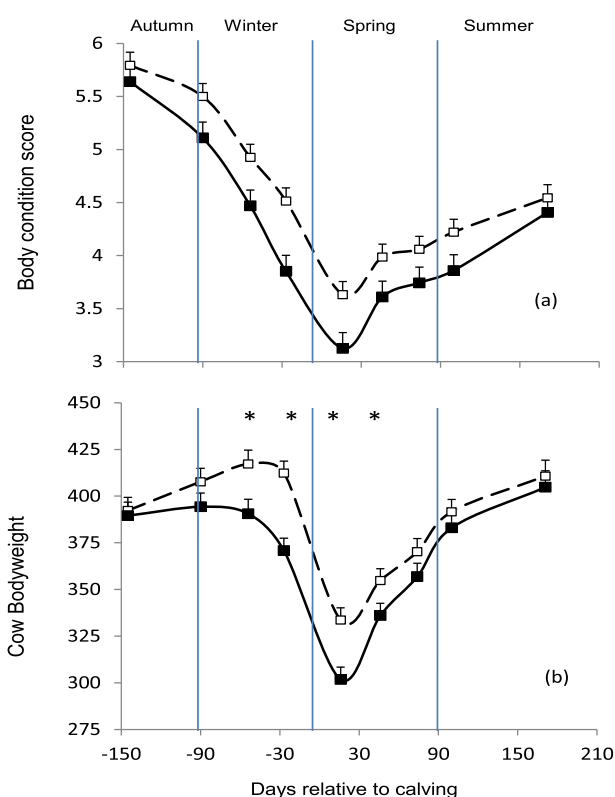 Autumn Winter Spring Summer
6
5.5
5
4.5
4
3.5
3
Body condition score
(a)
450
425
400
375
350
325
300
275
Cow Bodyweight
* * * *
(b)
-150 -90 -30 30 90 150 210
Days relative to calving